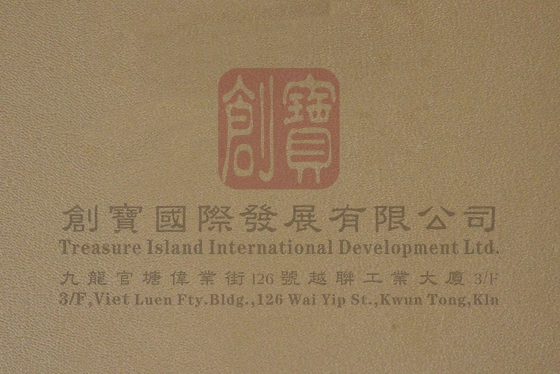 創寶
創寶國際發展有限公司
Treasure Island International Development Ltd.
九龍官塘偉業街126號越聯工業大廈3/F
3/F,Viet Luen Fty.Bldg.,126 Wai Yip St.,Kwun Tong,Kln